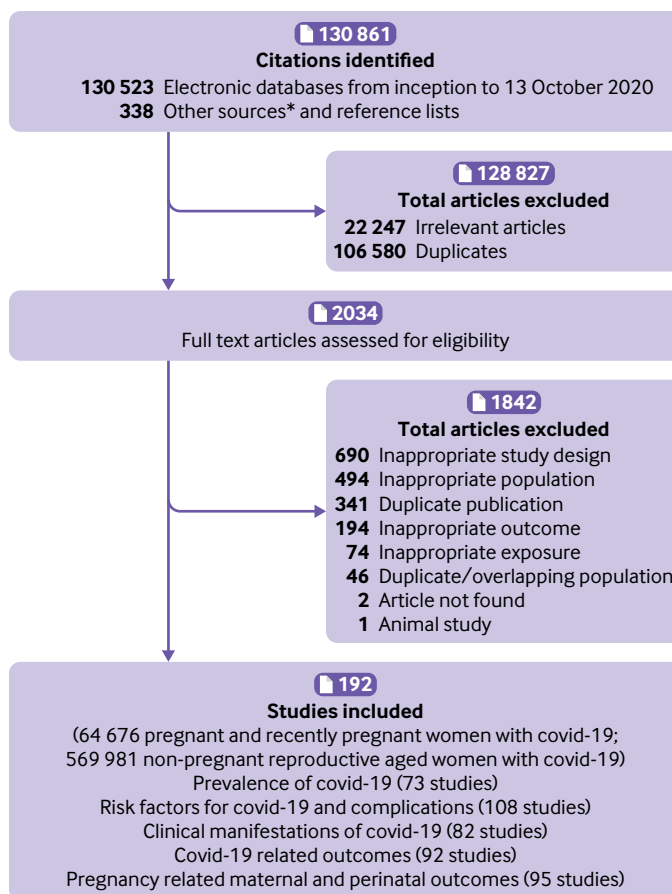 130 861
Citations identified
130 523 Electronic databases from inception to 13 October 2020
338 Other sources* and reference lists
128 827
Total articles excluded
22 247 Irrelevant articles
106 580 Duplicates
2034
Full text articles assessed for eligibility
1842
Total articles excluded
690 Inappropriate study design
494 Inappropriate population
341 Duplicate publication
194 Inappropriate outcome
74 Inappropriate exposure
46 Duplicate/overlapping population
2 Article not found
1 Animal study
192
Studies included
(64 676 pregnant and recently pregnant women with covid-19;
569 981 non-pregnant reproductive aged women with covid-19)
Prevalence of covid-19 (73 studies)
Risk factors for covid-19 and complications (108 studies)
Clinical manifestations of covid-19 (82 studies)
Covid-19 related outcomes (92 studies)
Pregnancy related maternal and perinatal outcomes (95 studies)